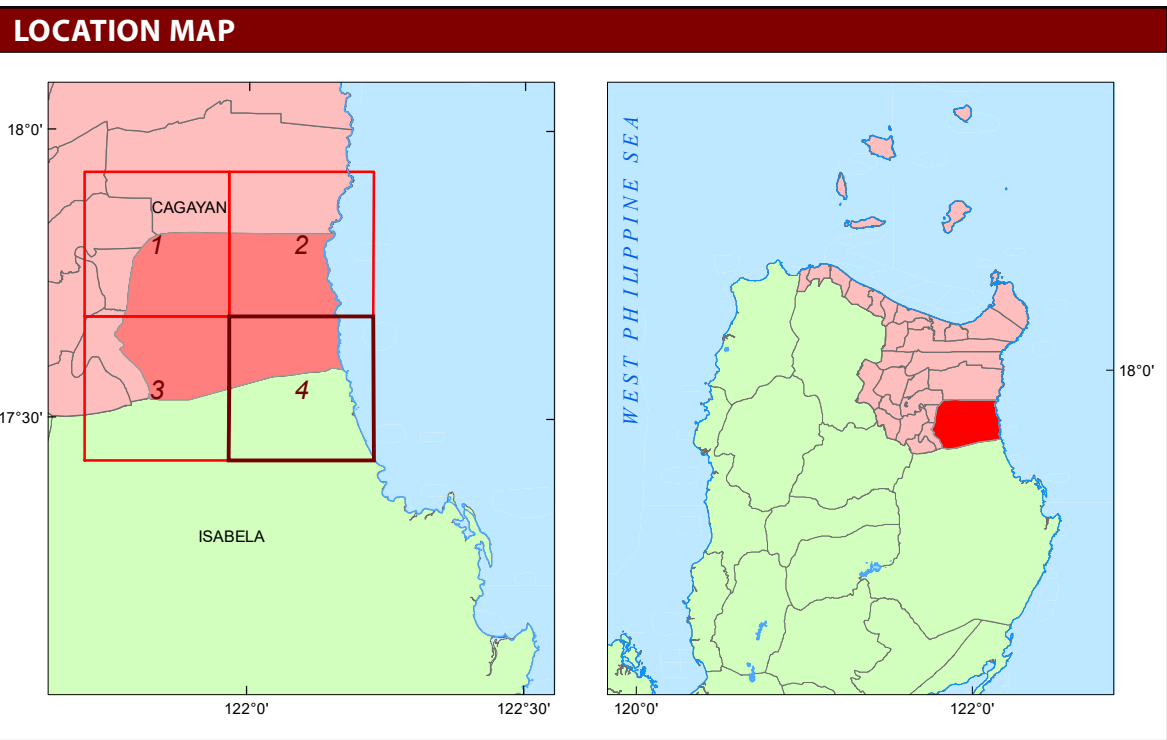 LOCATION MAP
18°0'
CAGAYAN
1
2
17°30'
3
4
ISABELA
122°0'
122°30'
WEST PHILIPPINE SEA
18°0'
120°0'
122°0'